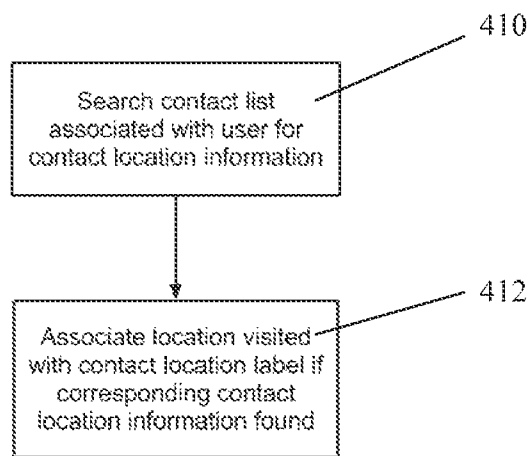 410
Search contact list
associated with user for
contact location information
412
Associate location visited
with contact location label if
corresponding contact
location information found